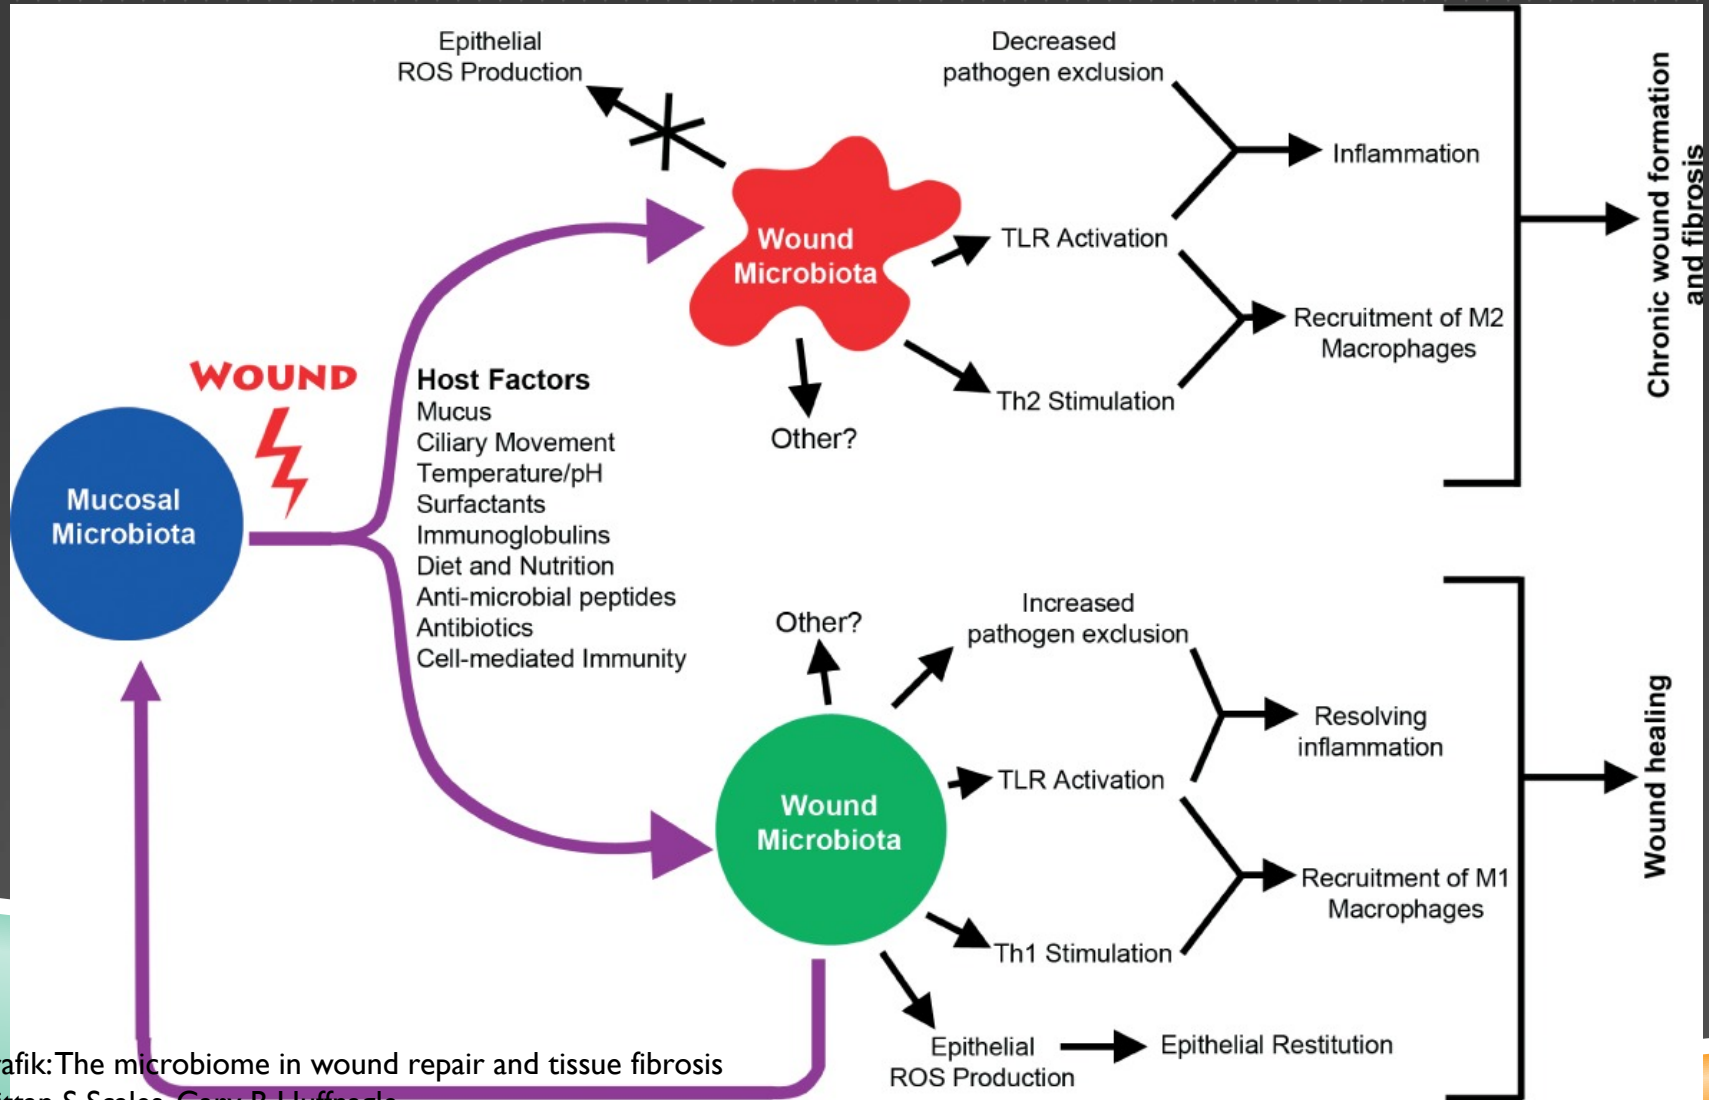 Epithelial
ROS Production
Decreased
pathogen exclusion
Inflammation
Wound
Microbiota
TLR Activation
Recruitment of M2
Macrophages
Th2 Stimulation
Other?
Chronic wound formation
and fibrosis
WOUND
Mucosal
Microbiota
Host Factors
Mucus
Ciliary Movement
Temperature/pH
Surfactants
Immunoglobulins
Diet and Nutrition
Anti-microbial peptides
Antibiotics
Cell-mediated Immunity
Other?
Increased
pathogen exclusion
Resolving
inflammation
Wound
Microbiota
TLR Activation
Recruitment of M1
Macrophages
Th1 Stimulation
Epithelial
ROS Production
Epithelial Restitution
Wound healing
rafik: The microbiome in wound repair and tissue fibrosis